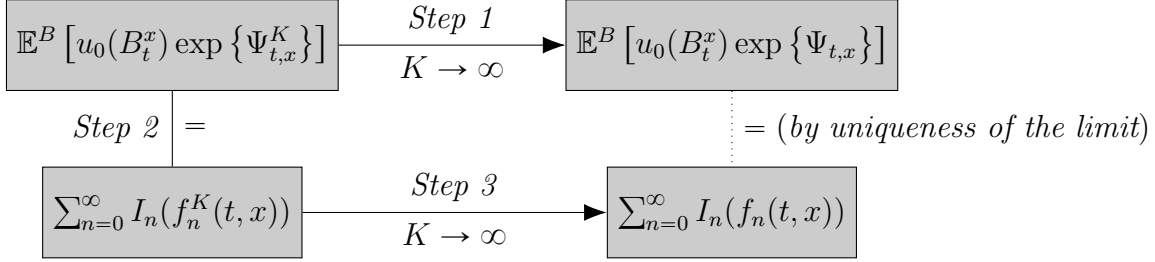 𝔼^B [u_0(B_t^x) exp {Ψ_{t,x}^K}]
Step 1
K → ∞
𝔼^B [u_0(B_t^x) exp {Ψ_{t,x}}]
Step 2
=
= (by uniqueness of the limit)
∑_{n=0}^∞ I_n(f_n^K(t, x))
Step 3
K → ∞
∑_{n=0}^∞ I_n(f_n(t, x))